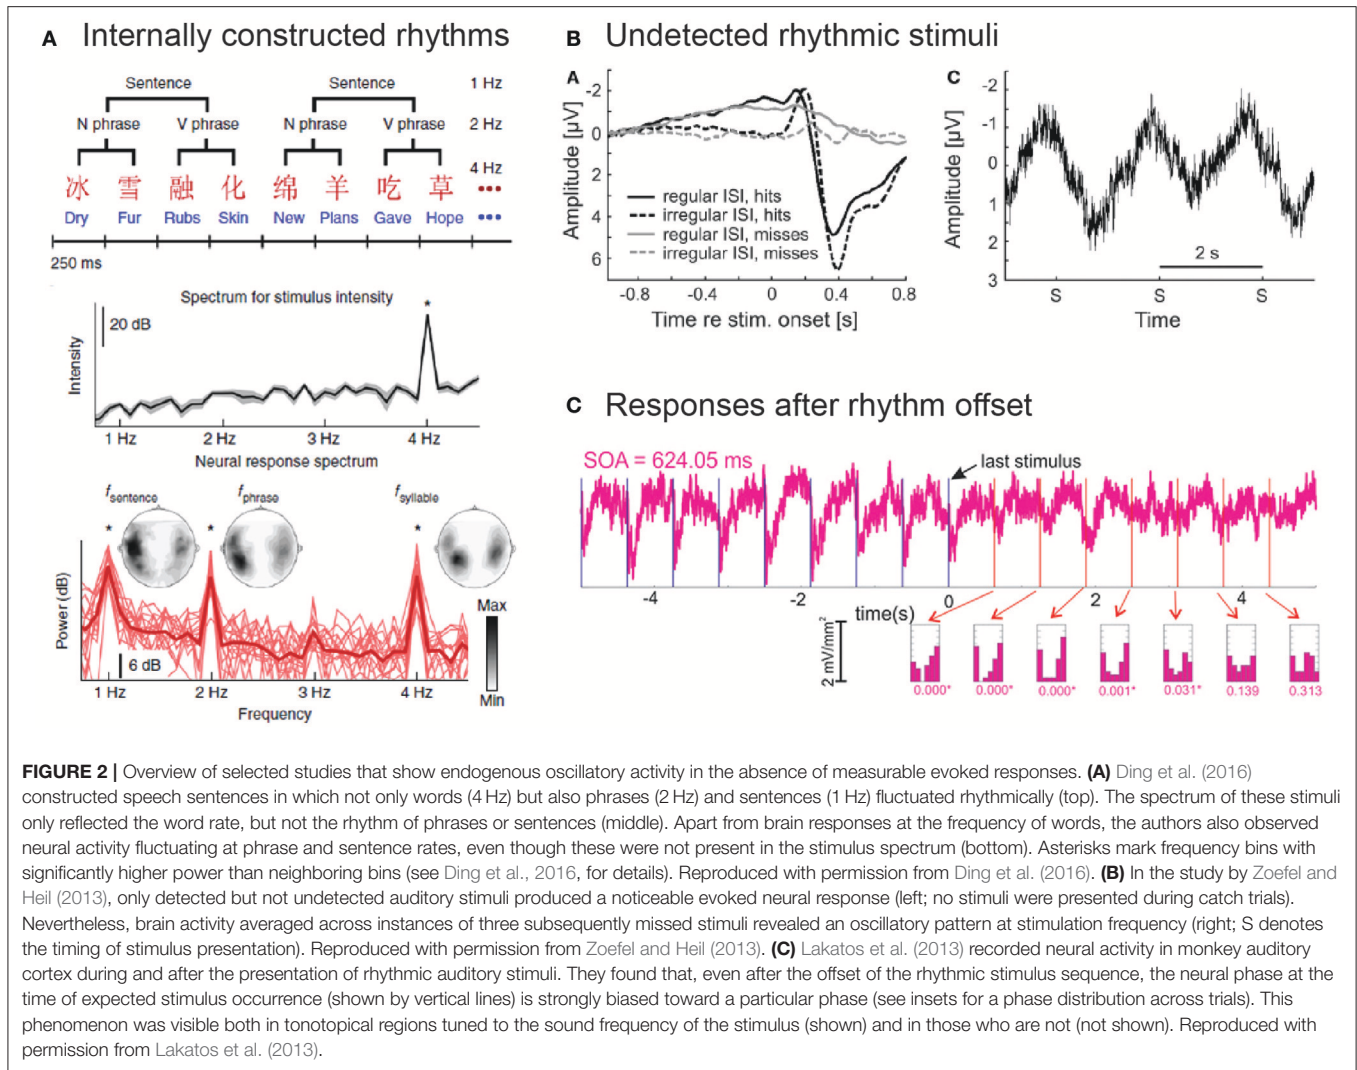 A Internally constructed rhythms
Sentence Sentence 1 Hz
N phrase V phrase N phrase V phrase 2 Hz
4 Hz
冰 雪 融 化 绵 羊 吃 草 •••
Dry Fur Rubs Skin New Plans Gave Hope •••
250 ms
Spectrum for stimulus intensity
20 dB
*
Intensity
1 Hz 2 Hz 3 Hz 4 Hz
Neural response spectrum
fsentence fphrase fsyllable
* * *
Power (dB)
6 dB
Max
Min
1 Hz 2 Hz 3 Hz 4 Hz
Frequency
B Undetected rhythmic stimuli
A
Amplitude [µV]
-2
0
2
4
6
regular ISI, hits
irregular ISI, hits
regular ISI, misses
irregular ISI, misses
-0.8 -0.4 0 0.4 0.8
Time re stim. onset [s]
C
Amplitude [µV]
-2
-1
0
1
2
3
2 s
S S S
Time
C Responses after rhythm offset
SOA = 624.05 ms
last stimulus
-4 -2 0 2 4
time(s)
2 mV/mm²
0.000* 0.000* 0.000* 0.001* 0.031* 0.139 0.313
FIGURE 2 | Overview of selected studies that show endogenous oscillatory activity in the absence of measurable evoked responses. (A) Ding et al. (2016)
constructed speech sentences in which not only words (4 Hz) but also phrases (2 Hz) and sentences (1 Hz) fluctuated rhythmically (top). The spectrum of these stimuli
only reflected the word rate, but not the rhythm of phrases or sentences (middle). Apart from brain responses at the frequency of words, the authors also observed
neural activity fluctuating at phrase and sentence rates, even though these were not present in the stimulus spectrum (bottom). Asterisks mark frequency bins with
significantly higher power than neighboring bins (see Ding et al., 2016, for details). Reproduced with permission from Ding et al. (2016). (B) In the study by Zoefel and
Heil (2013), only detected but not undetected auditory stimuli produced a noticeable evoked neural response (left; no stimuli were presented during catch trials).
Nevertheless, brain activity averaged across instances of three subsequently missed stimuli revealed an oscillatory pattern at stimulation frequency (right; S denotes
the timing of stimulus presentation). Reproduced with permission from Zoefel and Heil (2013). (C) Lakatos et al. (2013) recorded neural activity in monkey auditory
cortex during and after the presentation of rhythmic auditory stimuli. They found that, even after the offset of the rhythmic stimulus sequence, the neural phase at the
time of expected stimulus occurrence (shown by vertical lines) is strongly biased toward a particular phase (see insets for a phase distribution across trials). This
phenomenon was visible both in tonotopical regions tuned to the sound frequency of the stimulus (shown) and in those who are not (not shown). Reproduced with
permission from Lakatos et al. (2013).